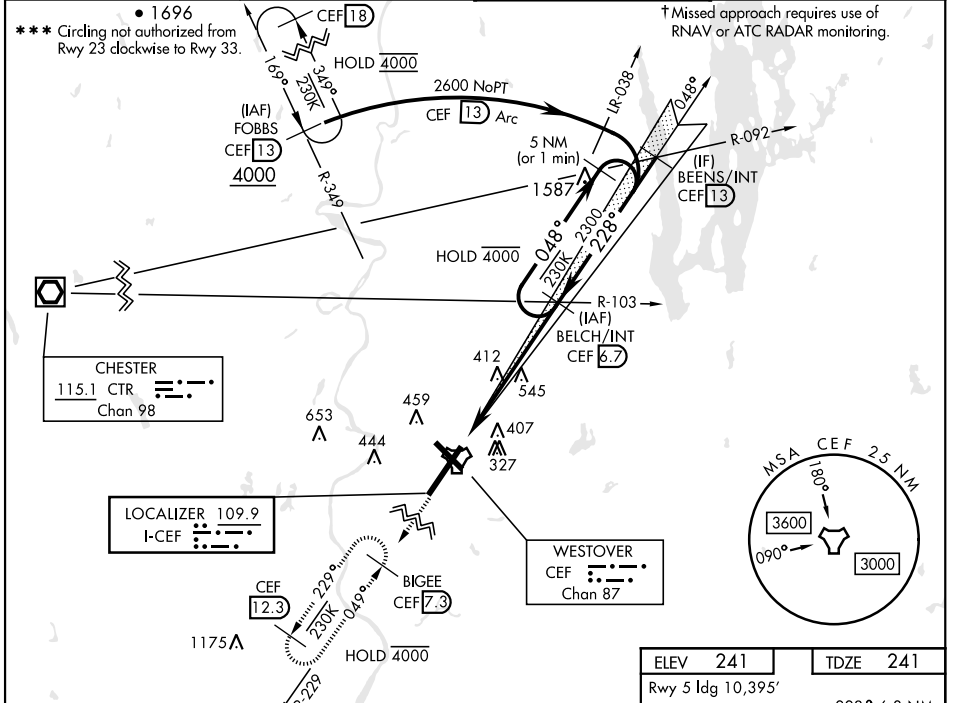 • 1696
*** Circling not authorized from
Rwy 23 clockwise to Rwy 33.
CEF 18
† Missed approach requires use of
RNAV or ATC RADAR monitoring.
HOLD 4000
169°
349°
230K
2600 NoPT
CEF 13 Arc
LR-038
048°
(IAF)
FOBBS
CEF 13
4000
R-349
5 NM
(or 1 min)
1587
R-092
(IF)
BEENS/INT
CEF 13
HOLD 4000
048°
2300
230K
228°
R-103
(IAF)
BELCH/INT
CEF 6.7
CHESTER
115.1 CTR
Chan 98
412
545
653
459
444
407
327
LOCALIZER 109.9
I-CEF
WESTOVER
CEF
Chan 87
MSA CEF 25 NM
180°
3600
090°
3000
CEF
12.3
229°
230K
049°
BIGEE
CEF 7.3
1175
HOLD 4000
-229
ELEV 241
TDZE 241
Rwy 5 ldg 10,395'